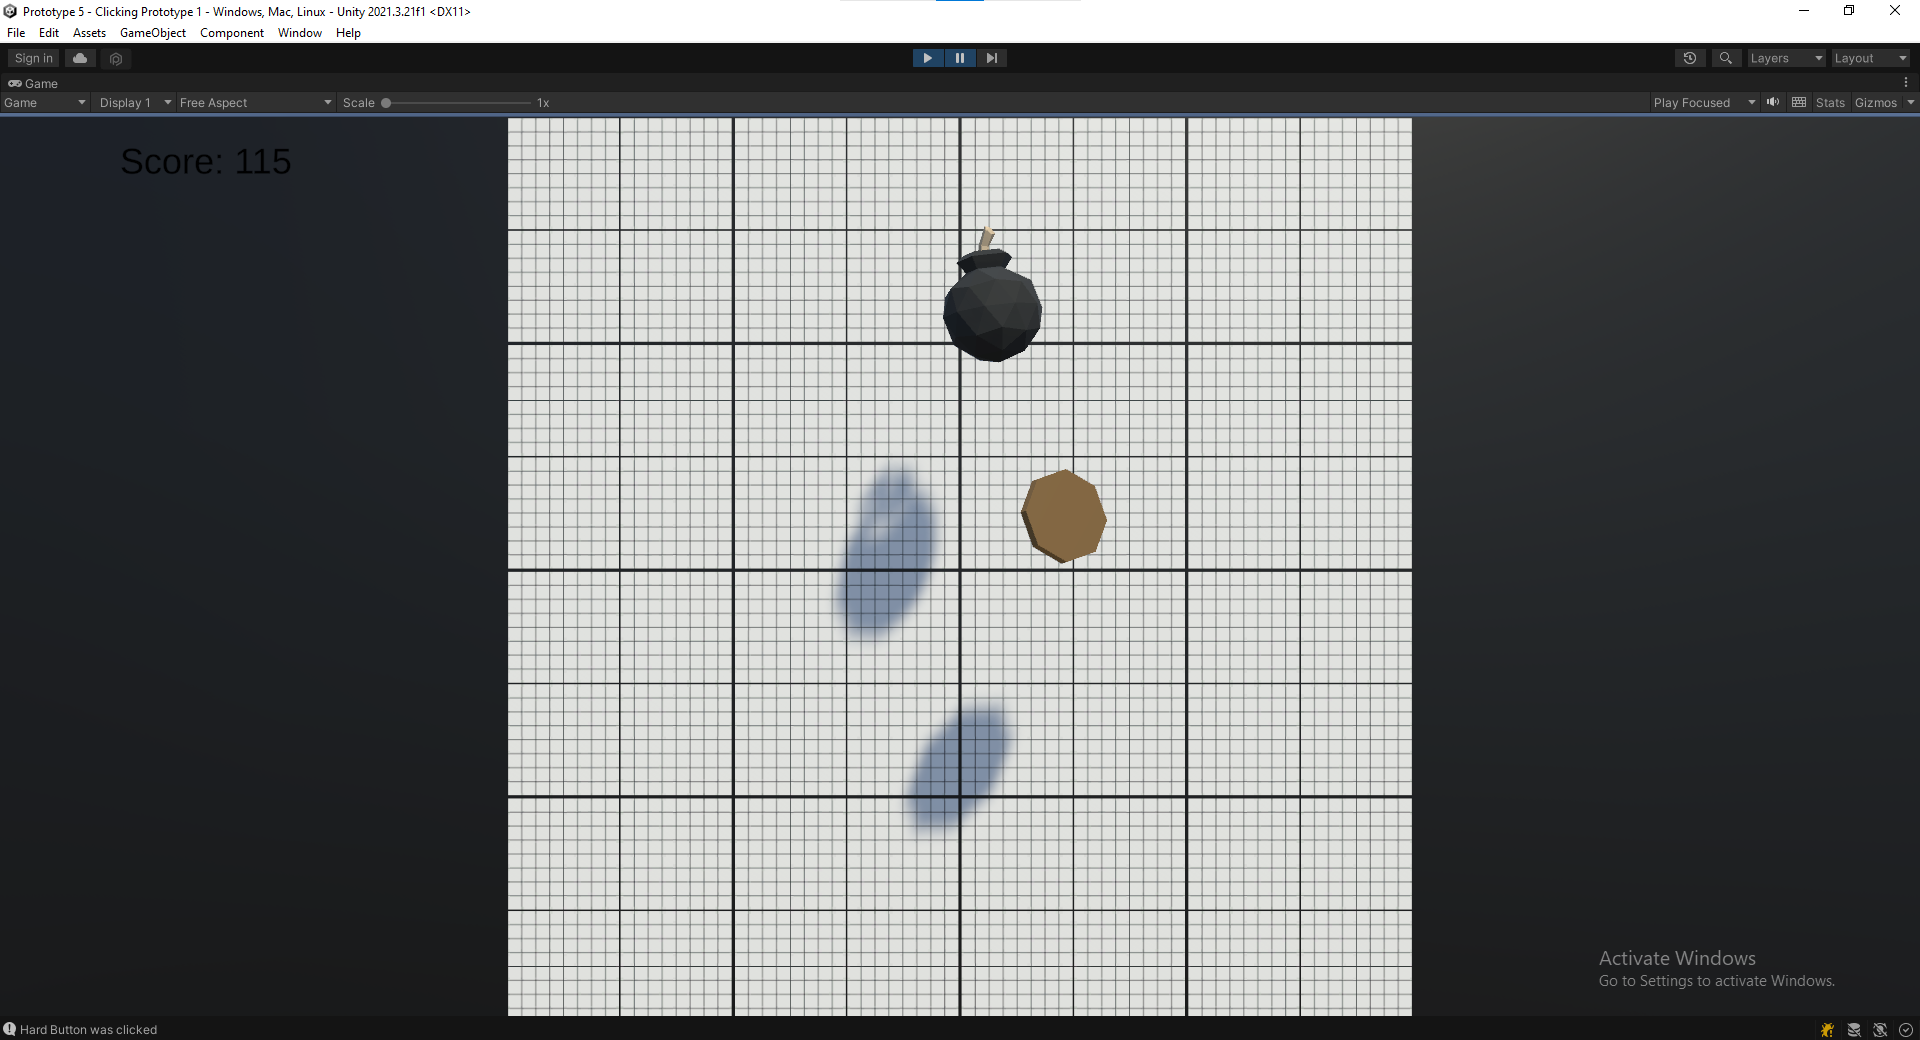 Prototype 5 - Clicking Prototype 1 - Windows, Mac, Linux - Unity 2021.3.21f1 <DX11>
File Edit Assets GameObject Component Window Help
Sign in Layers Layout
Game
Game Display 1 Free Aspect Scale 1x Play Focused Stats Gizmos
Score: 115
Activate Windows
Go to Settings to activate Windows.
Hard Button was clicked